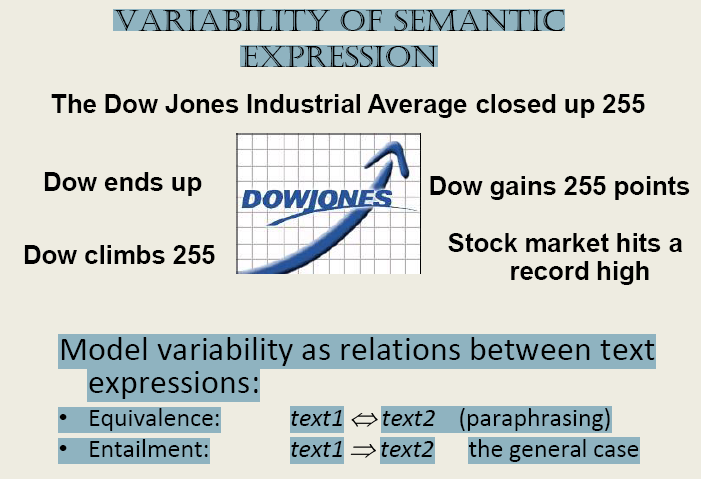 VARIABILITY OF SEMANTIC
EXPRESSION
The Dow Jones Industrial Average closed up 255
Dow ends up
DOWJONES
Dow gains 255 points
Dow climbs 255
Stock market hits a
record high
Model variability as relations between text
expressions:
• Equivalence: text1 ⇔ text2 (paraphrasing)
• Entailment: text1 ⇒ text2 the general case